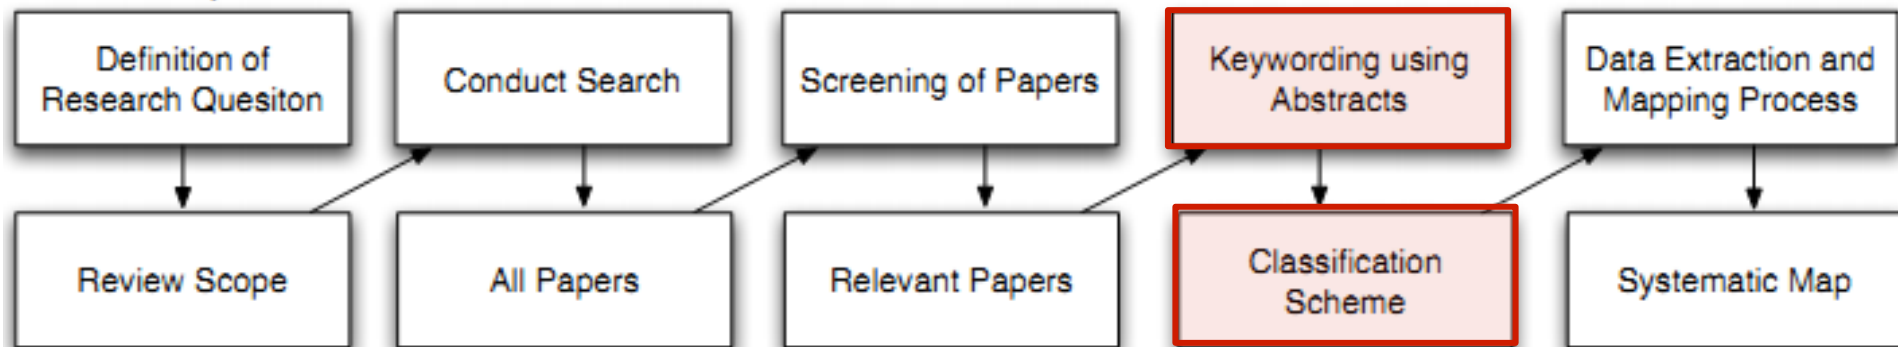 Definition of
Research Quesiton
Conduct Search
Screening of Papers
Keywording using
Abstracts
Data Extraction and
Mapping Process
Review Scope
All Papers
Relevant Papers
Classification
Scheme
Systematic Map